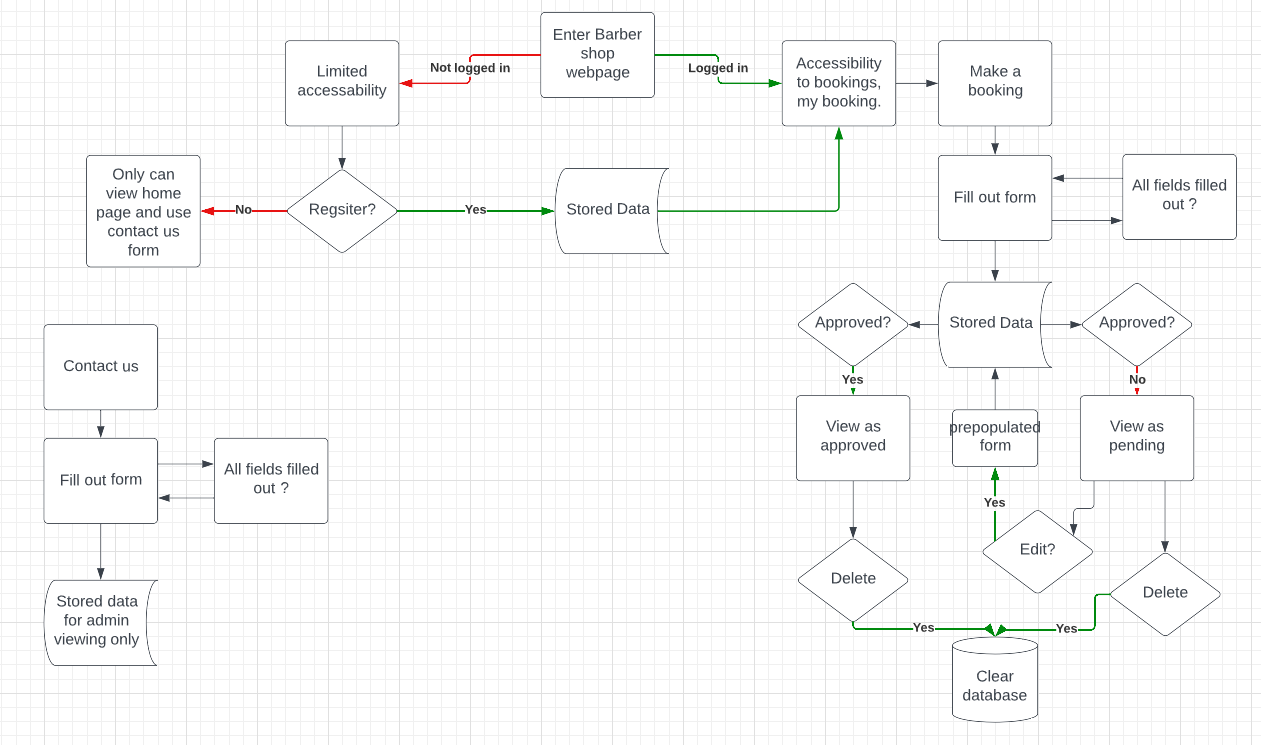 Enter Barber
shop
webpage
Not logged in
Logged in
Limited
accessability
Accessibility
to bookings,
my booking.
Make a
booking
Only can
view home
page and use
contact us
form
No
Regsiter?
Yes
Stored Data
Fill out form
All fields filled
out ?
Approved?
Stored Data
Approved?
Yes
No
Contact us
View as
approved
prepopulated
form
View as
pending
Fill out form
All fields filled
out ?
Yes
Edit?
Delete
Delete
Stored data
for admin
viewing only
Yes
Yes
Clear
database